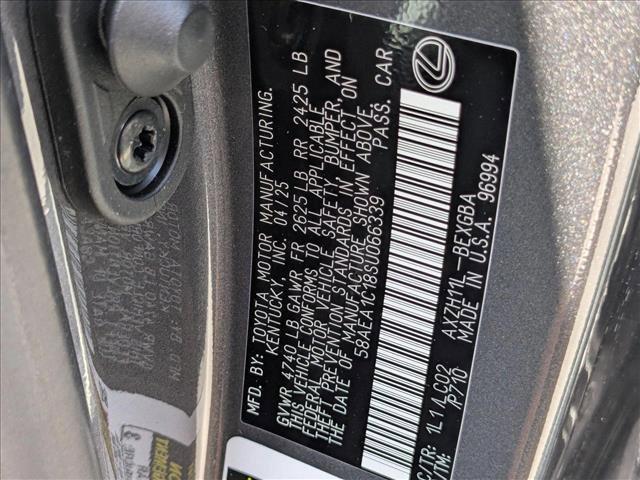 MFD. BY: TOYOTA MOTOR MANUFACTURING.
KENTUCKY, INC. 04/25
GVWR 4740 LB GAWR FR 2625 LB RR 2425 LB
THIS VEHICLE CONFORMS TO ALL APPLICABLE
FEDERAL MOTOR VEHICLE SAFETY, BUMPER, AND
THEFT PREVENTION STANDARDS IN EFFECT ON
DATE OF MANUFACTURE SHOWN ABOVE.
58AEA1C18SU066339 PASS. CAR
C/TR: 1L1 LC02 AXZH11L -BEXGBA
/TM: /P710 MADE IN U.S.A. 96994